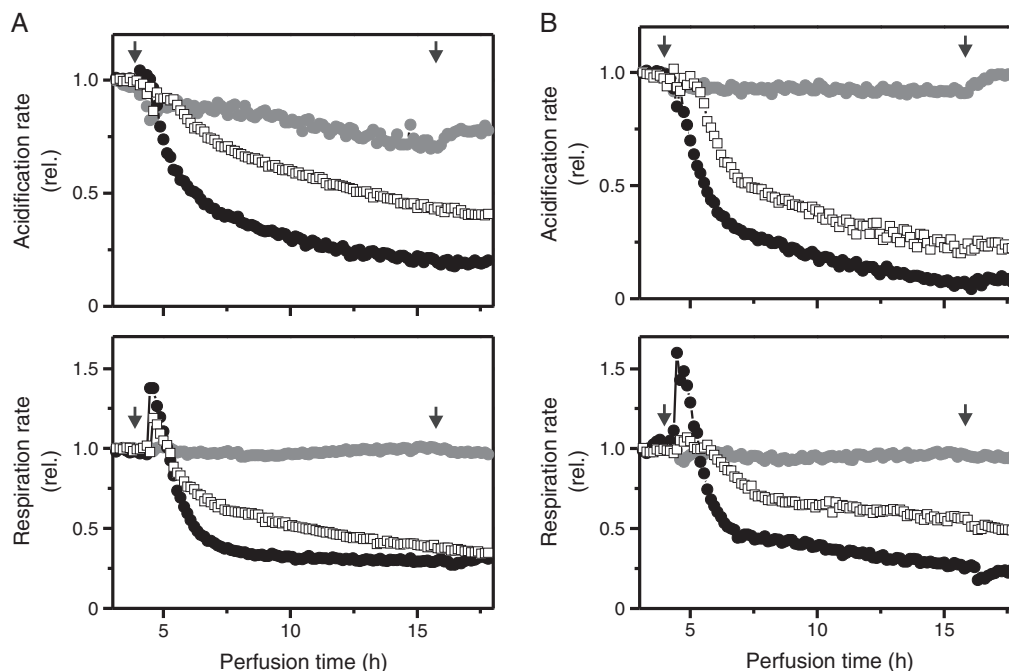 A
Acidification rate
(rel.)
1.0
0.5
0
Respiration rate
(rel.)
1.5
1.0
0.5
0
5
10
15
Perfusion time (h)
B
Acidification rate
(rel.)
1.0
0.5
0
Respiration rate
(rel.)
1.5
1.0
0.5
0
5
10
15
Perfusion time (h)